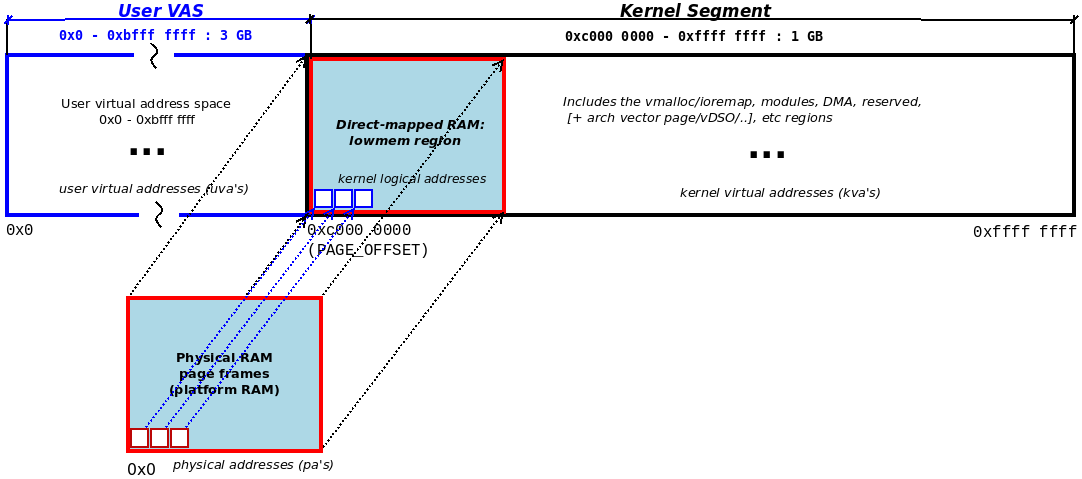 User VAS
Kernel Segment
0x0 - 0xbfff ffff : 3 GB
0xc000 0000 - 0xffff ffff : 1 GB
User virtual address space
0x0 - 0xbfff ffff
...
user virtual addresses (uva's)
Direct-mapped RAM:
lowmem region
kernel logical addresses
Includes the vmalloc/ioremap, modules, DMA, reserved,
[+ arch vector page/vDSO/..], etc regions
...
kernel virtual addresses (kva's)
0x0
0xc000 0000
(PAGE_OFFSET)
0xffff ffff
Physical RAM
page frames
(platform RAM)
0x0
physical addresses (pa's)